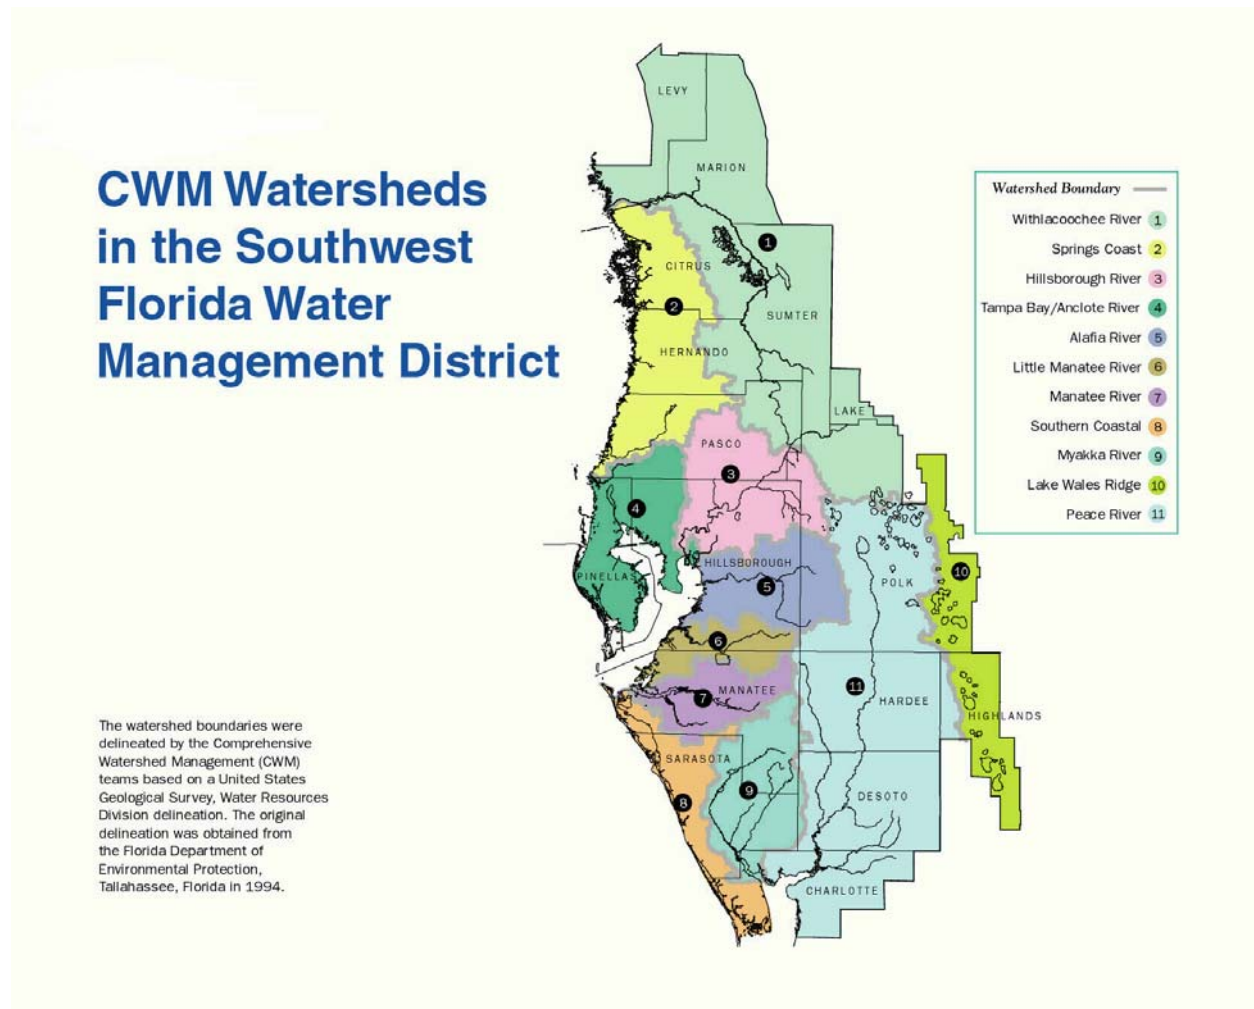 CWM Watersheds
in the Southwest
Florida Water
Management District
LEVY
MARION
CITRUS
SUMTER
HERNANDO
LAKE
PASCO
HILLSBOROUGH
PINELLAS
POLK
MANATEE
HARDEE
HIGHLANDS
SARASOTA
DESOTO
CHARLOTTE
1
2
3
4
5
6
7
8
9
10
11
Watershed Boundary
Withlacoochee River 1
Springs Coast 2
Hillsborough River 3
Tampa Bay/Anclote River 4
Alafia River 5
Little Manatee River 6
Manatee River 7
Southern Coastal 8
Myakka River 9
Lake Wales Ridge 10
Peace River 11
The watershed boundaries were
delineated by the Comprehensive
Watershed Management (CWM)
teams based on a United States
Geological Survey, Water Resources
Division delineation. The original
delineation was obtained from
the Florida Department of
Environmental Protection,
Tallahassee, Florida in 1994.